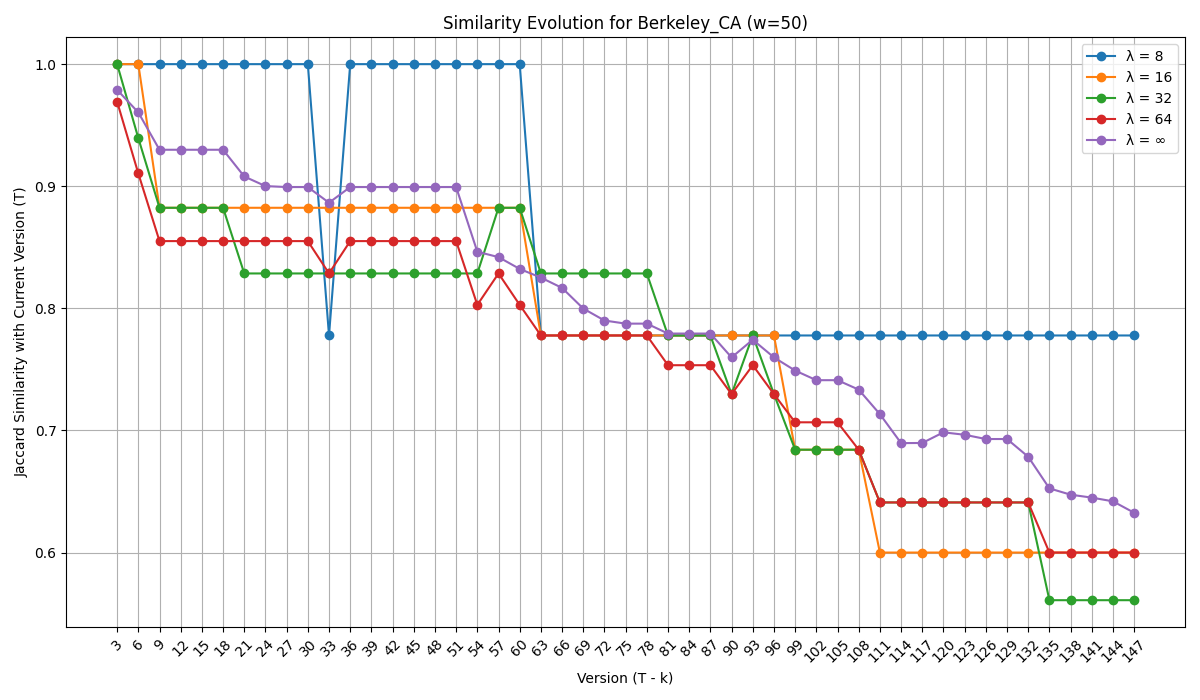 Similarity Evolution for Berkeley_CA (w=50)
λ = 8
λ = 16
λ = 32
λ = 64
λ = ∞
Jaccard Similarity with Current Version (T)
1.0
0.9
0.8
0.7
0.6
3 6 9 12 15 18 21 24 27 30 33 36 39 42 45 48 51 54 57 60 63 66 69 72 75 78 81 84 87 90 93 96 99 102 105 108 111 114 117 120 123 126 129 132 135 138 141 144 147
Version (T - k)